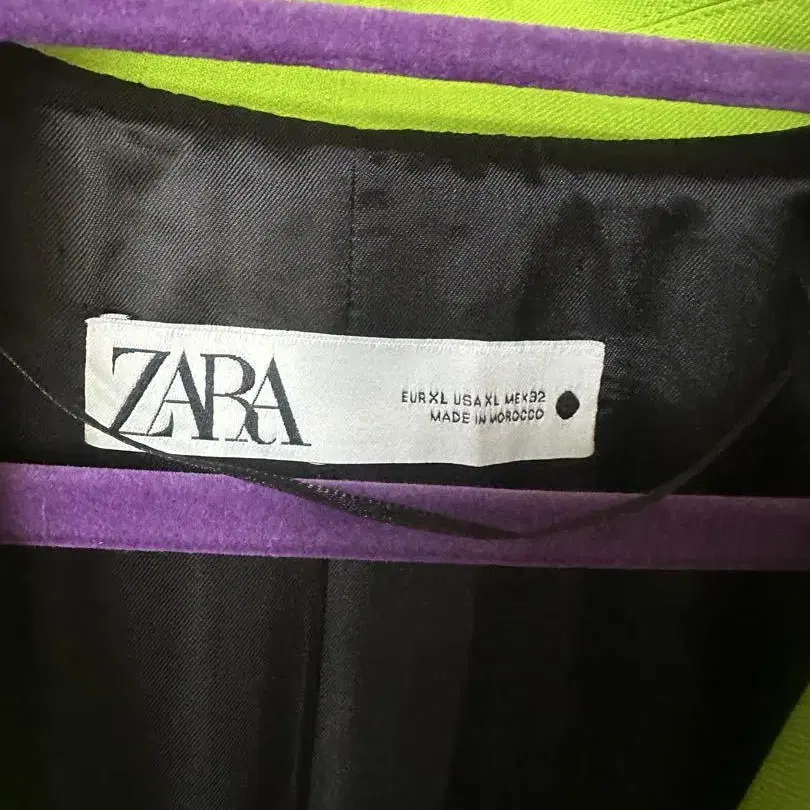 ZARA
EUR XL USA XL MEX 32
MADE IN MOROCCO